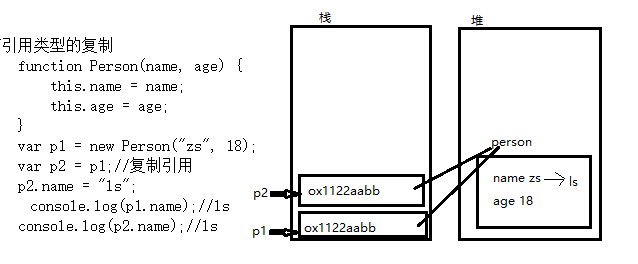 引用类型的复制
function Person(name, age) {
this.name = name;
this.age = age;
}
var p1 = new Person("zs", 18);
var p2 = p1;//复制引用
p2.name = "ls";
console.log(p1.name);//ls
console.log(p2.name);//ls
栈
堆
person
p2
ox1122aabb
p1
ox1122aabb
name zs
ls
age 18